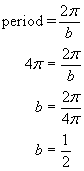 period = 2π/b
4π = 2π/b
b = 2π/4π
b = 1/2